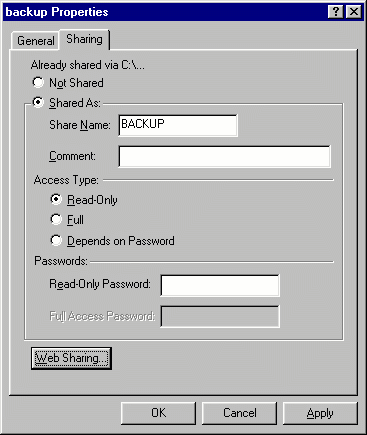 backup Properties
General Sharing
Already shared via C:\...
Not Shared
Shared As:
Share Name: BACKUP
Comment:
Access Type:
Read-Only
Full
Depends on Password
Passwords:
Read-Only Password:
Full Access Password:
Web Sharing...
OK Cancel Apply